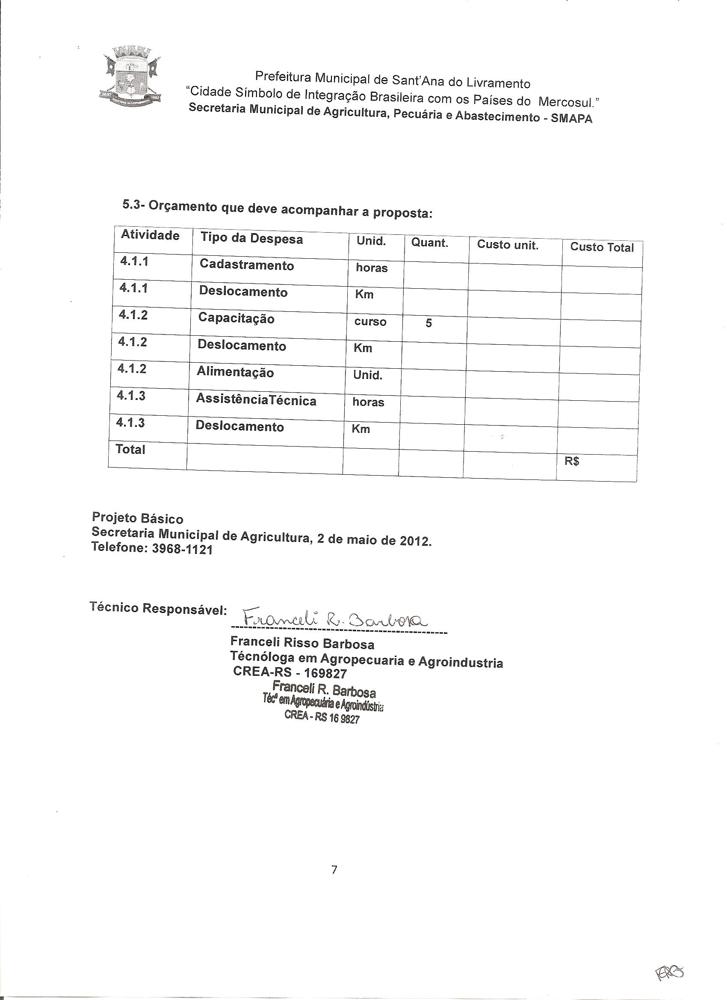 Prefeitura Municipal de Sant'Ana do Livramento
“Cidade Símbolo de Integração Brasileira com os Países do Mercosul.”
Secretaria Municipal de Agricultura, Pecuária e Abastecimento - SMAPA
5.3- Orçamento que deve acompanhar a proposta:
Atividade Tipo da Despesa Unid. Quant. Custo unit. Custo Total
4.1.1 Cadastramento horas
4.1.1 Deslocamento Km
4.1.2 Capacitação curso 5
4.1.2 Deslocamento Km
4.1.2 Alimentação Unid.
4.1.3 AssistênciaTécnica horas
4.1.3 Deslocamento Km
Total R$
Projeto Básico
Secretaria Municipal de Agricultura, 2 de maio de 2012.
Telefone: 3968-1121
Técnico Responsável: Franceli R. Barbosa
Franceli Risso Barbosa
Técnóloga em Agropecuaria e Agroindustria
CREA-RS - 169827
Franceli R. Barbosa
Técª em Agropecuária e Agroindústria
CREA - RS 16 9827
7